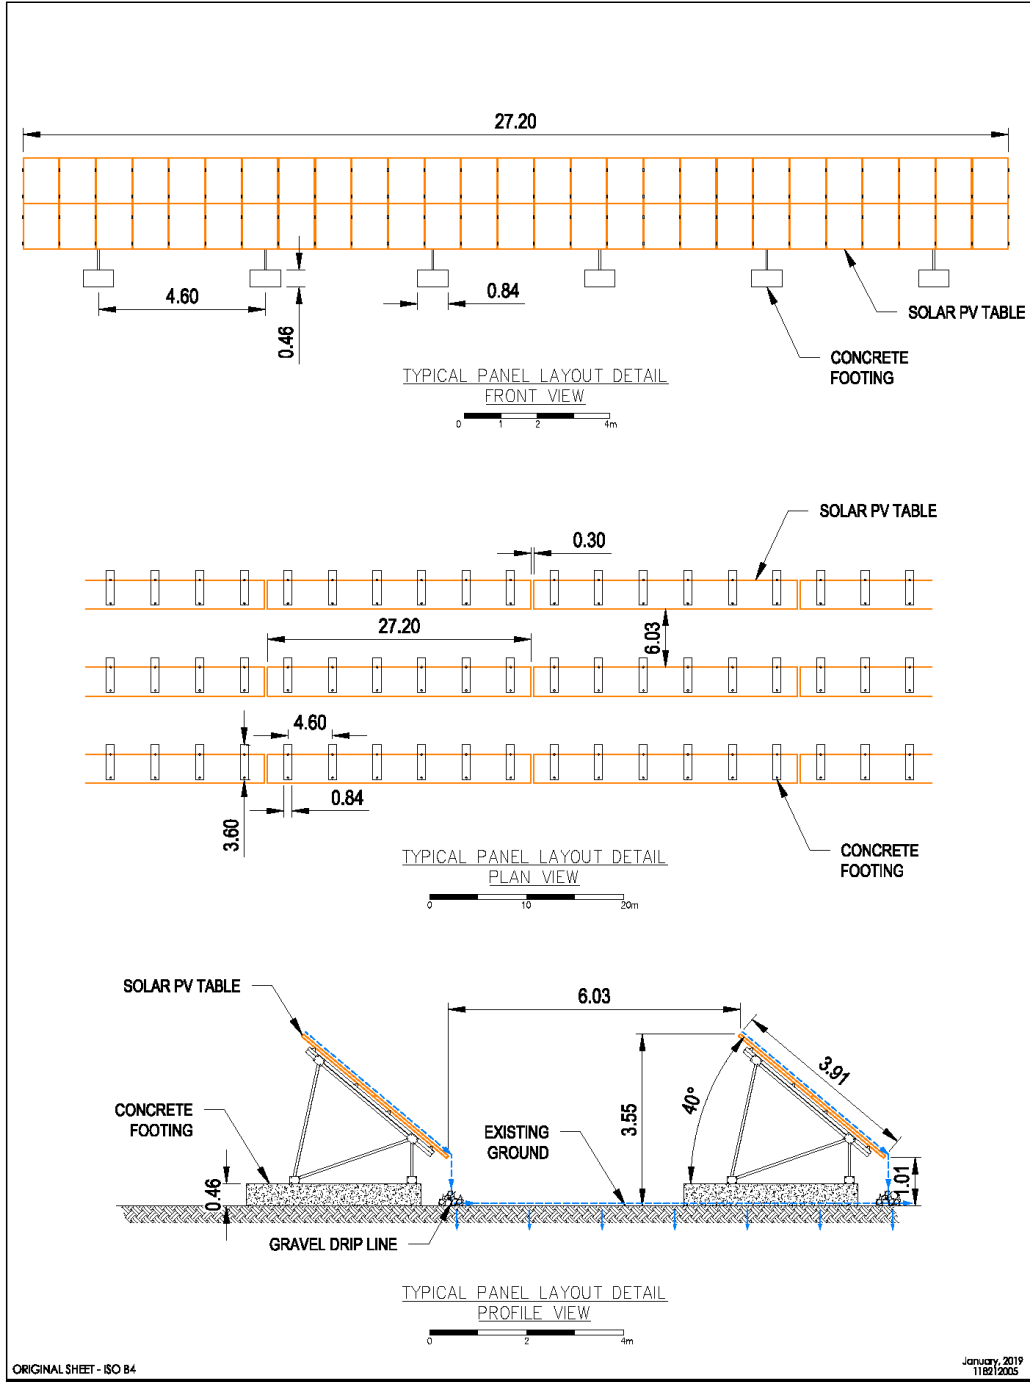 27.20
4.60
0.46
0.84
SOLAR PV TABLE
CONCRETE
FOOTING
TYPICAL PANEL LAYOUT DETAIL
FRONT VIEW
0 1 2 4m
SOLAR PV TABLE
0.30
27.20
6.03
4.60
0.84
3.60
CONCRETE
FOOTING
TYPICAL PANEL LAYOUT DETAIL
PLAN VIEW
0 10 20m
SOLAR PV TABLE
6.03
3.91
40°
3.55
CONCRETE
FOOTING
EXISTING
GROUND
0.46
1.01
GRAVEL DRIP LINE
TYPICAL PANEL LAYOUT DETAIL
PROFILE VIEW
0 2 4m
ORIGINAL SHEET - ISO B4
January, 2019
118212005